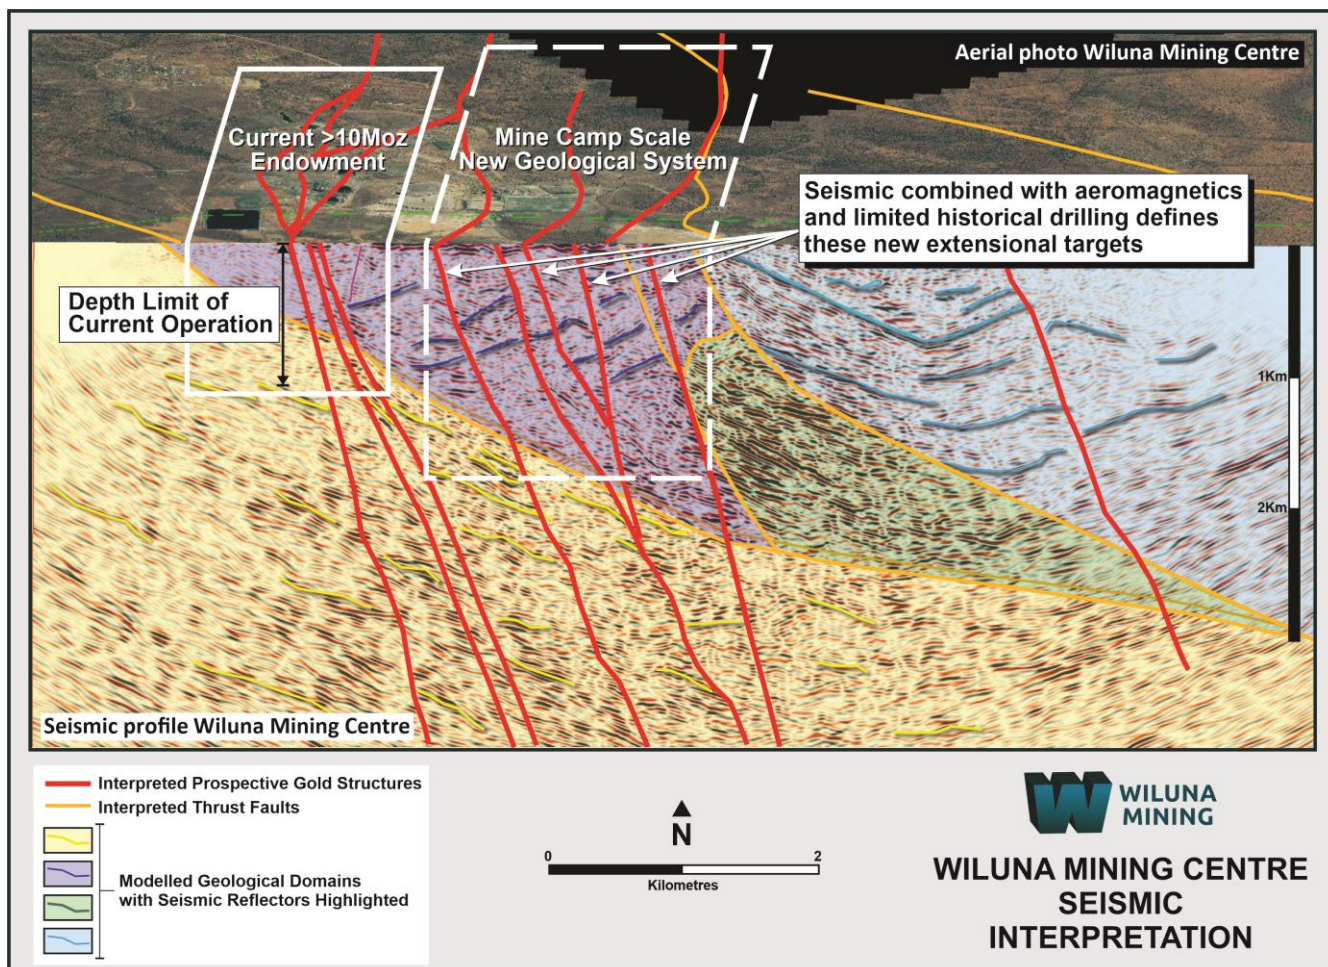 Aerial photo Wiluna Mining Centre
Current >10Moz
Endowment
Mine Camp Scale
New Geological System
Seismic combined with aeromagnetics
and limited historical drilling defines
these new extensional targets
Depth Limit of
Current Operation
1Km
2Km
Seismic profile Wiluna Mining Centre
Interpreted Prospective Gold Structures
Interpreted Thrust Faults
Modelled Geological Domains
with Seismic Reflectors Highlighted
N
0 2
Kilometres
WILUNA
MINING
WILUNA MINING CENTRE
SEISMIC
INTERPRETATION